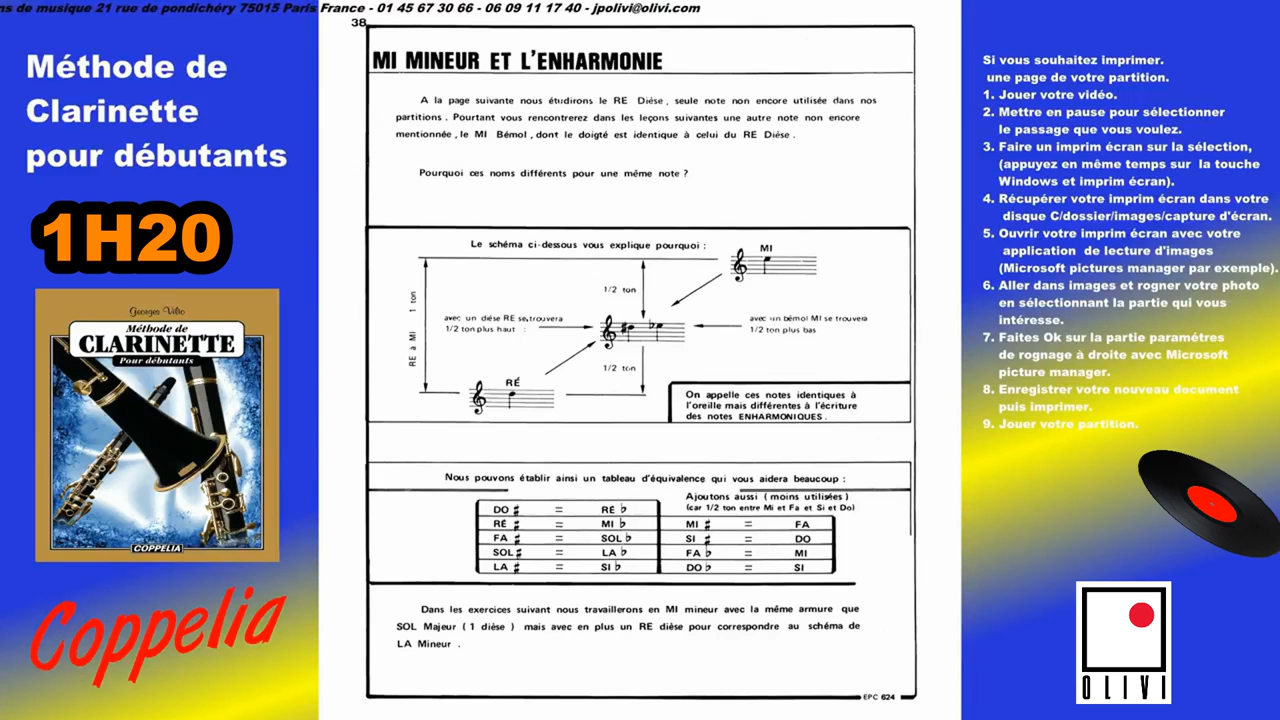 ns de musique 21 rue de pondichéry 75015 Paris France - 01 45 67 30 66 - 06 09 11 17 40 - jpolivi@olivi.com
Méthode de
Clarinette
pour débutants
1H20
Georges Vilio
Méthode de
CLARINETTE
Pour débutants
COPPELIA
Coppelia
38
MI MINEUR ET L'ENHARMONIE
A la page suivante nous étudirons le RE Dièse, seule note non encore utilisée dans nos
partitions. Pourtant vous rencontrerez dans les leçons suivantes une autre note non encore
mentionnée, le MI Bémol, dont le doigté est identique à celui du RE Dièse.
Pourquoi ces noms différents pour une même note ?
Le schéma ci-dessous vous explique pourquoi :
MI
1/2 ton
RE à MI 1 ton
avec un dièse RE se trouvera
1/2 ton plus haut :
avec un bémol MI se trouvera
1/2 ton plus bas
1/2 ton
RÉ
On appelle ces notes identiques à
l'oreille mais différentes à l'écriture
des notes ENHARMONIQUES.
Nous pouvons établir ainsi un tableau d'équivalence qui vous aidera beaucoup :
DO ♯ = RÉ ♭
RÉ ♯ = MI ♭
FA ♯ = SOL ♭
SOL ♯ = LA ♭
LA ♯ = SI ♭
Ajoutons aussi ( moins utilisées )
(car 1/2 ton entre Mi et Fa et Si et Do)
MI ♯ = FA
SI ♯ = DO
FA ♭ = MI
DO ♭ = SI
Dans les exercices suivant nous travaillerons en MI mineur avec la même armure que
SOL Majeur ( 1 dièse ) mais avec en plus un RE dièse pour correspondre au schéma de
LA Mineur .
EPC 624
Si vous souhaitez imprimer.
une page de votre partition.
1. Jouer votre vidéo.
2. Mettre en pause pour sélectionner
le passage que vous voulez.
3. Faire un imprim écran sur la sélection,
(appuyez en même temps sur la touche
Windows et imprim écran).
4. Récupérer votre imprim écran dans votre
disque C/dossier/images/capture d'écran.
5. Ouvrir votre imprim écran avec votre
application de lecture d'images
(Microsoft pictures manager par exemple).
6. Aller dans images et rogner votre photo
en sélectionnant la partie qui vous
intéresse.
7. Faites Ok sur la partie paramétres
de rognage à droite avec Microsoft
picture manager.
8. Enregistrer votre nouveau document
puis imprimer.
9. Jouer votre partition.
OLIVI